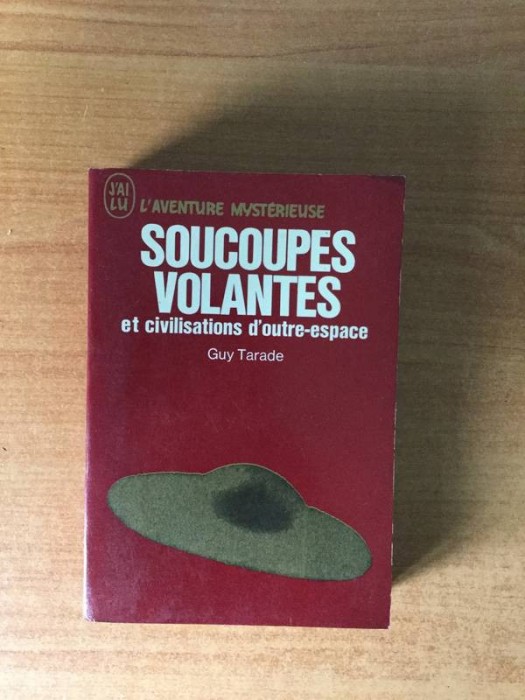 J'AI
LU
L'AVENTURE MYSTÉRIEUSE
SOUCOUPES
VOLANTES
et civilisations d'outre-espace
Guy Tarade